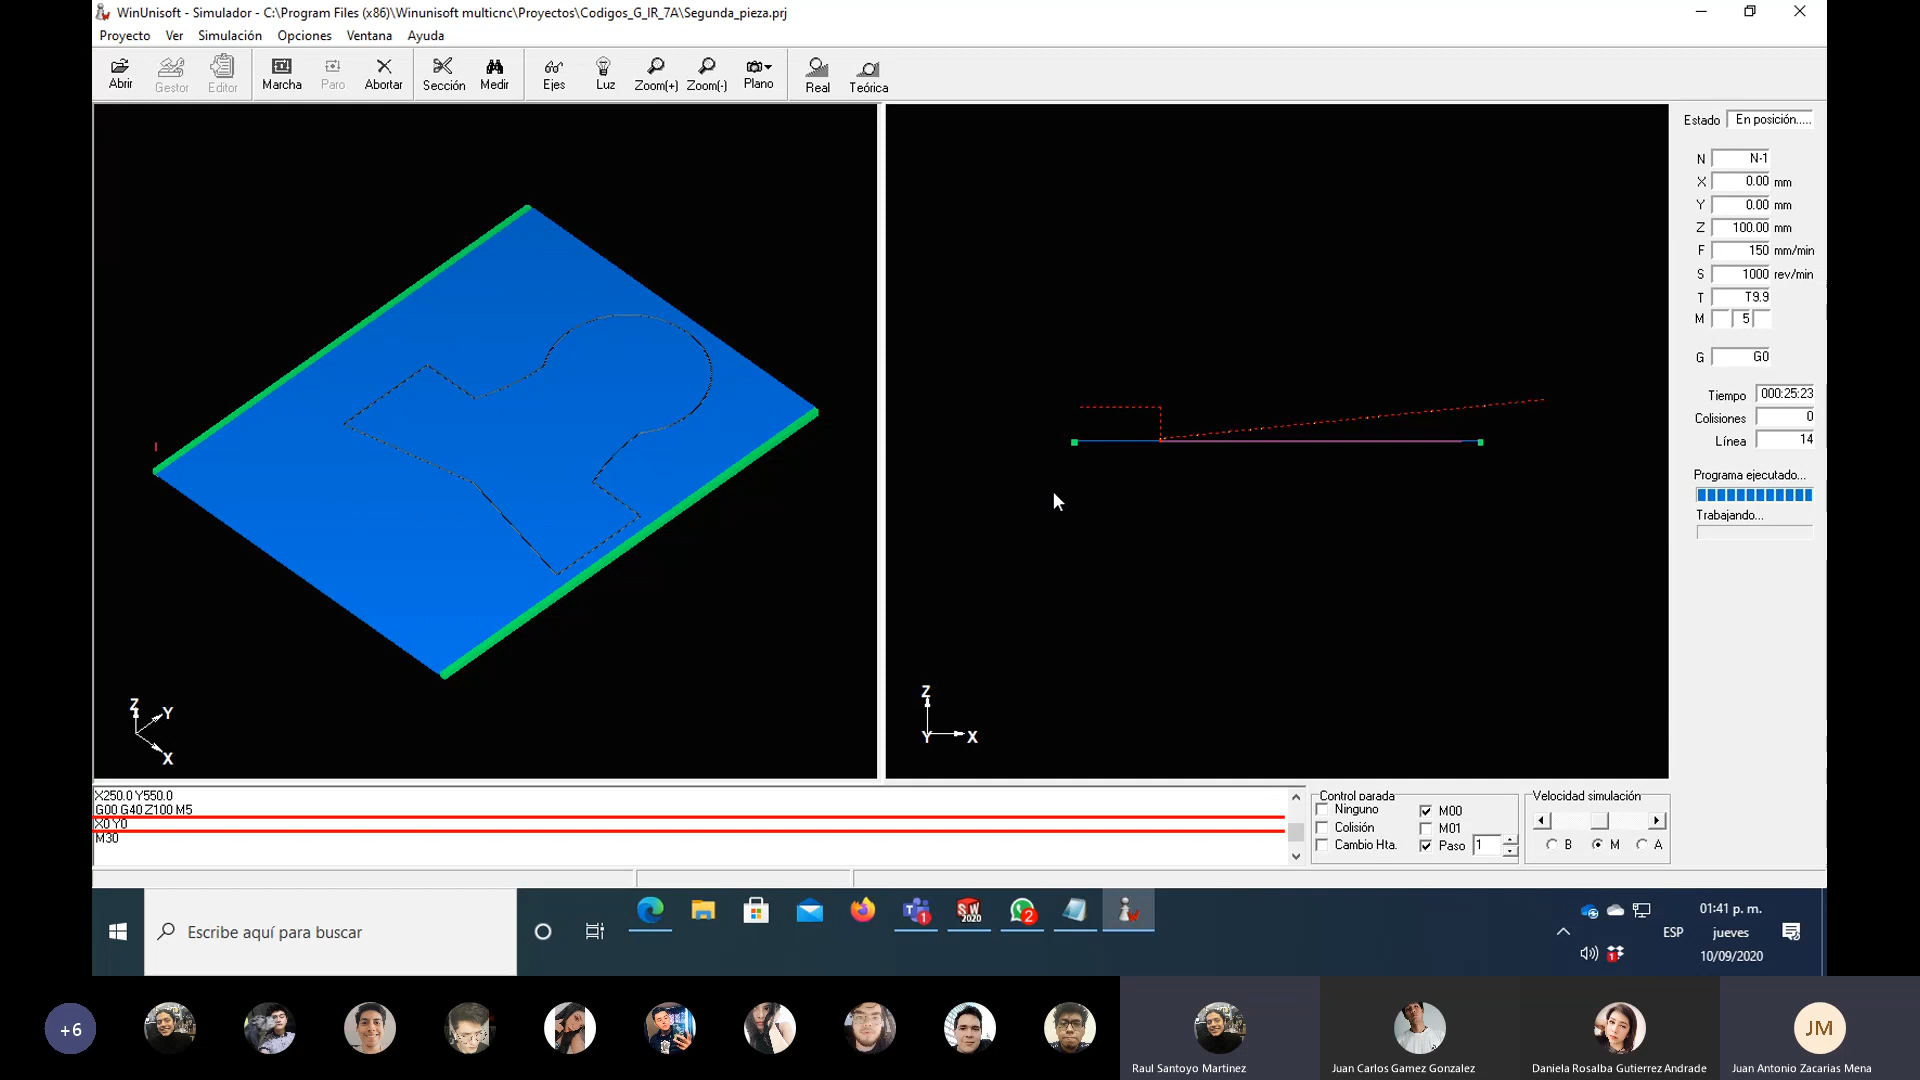 WinUnisoft - Simulador - C:\Program Files (x86)\Winunisoft multicnc\Proyectos\Codigos_G_IR_7A\Segunda_pieza.prj
Proyecto Ver Simulación Opciones Ventana Ayuda
Abrir Gestor Editor Marcha Paro Abortar Sección Medir Ejes Luz Zoom(+) Zoom(-) Plano Real Teórica
Estado En posición.....
N N-1
X 0.00 mm
Y 0.00 mm
Z 100.00 mm
F 150 mm/min
S 1000 rev/min
T T9.9
M 5
G G0
Tiempo 000:25:23
Colisiones 0
Línea 14
Programa ejecutado...
Trabajando...
Z
Y
X
Z
Y X
X250.0 Y550.0
G00 G40 Z100 M5
X0 Y0
M30
Control parada
Ninguno M00
Colisión M01
Cambio Hta. Paso 1
Velocidad simulación
B M A
Escribe aquí para buscar
1
SW
2020
2
1
ESP
01:41 p. m.
jueves
10/09/2020
+6
JM
Raul Santoyo Martinez
Juan Carlos Gamez Gonzalez
Daniela Rosalba Gutierrez Andrade
Juan Antonio Zacarias Mena